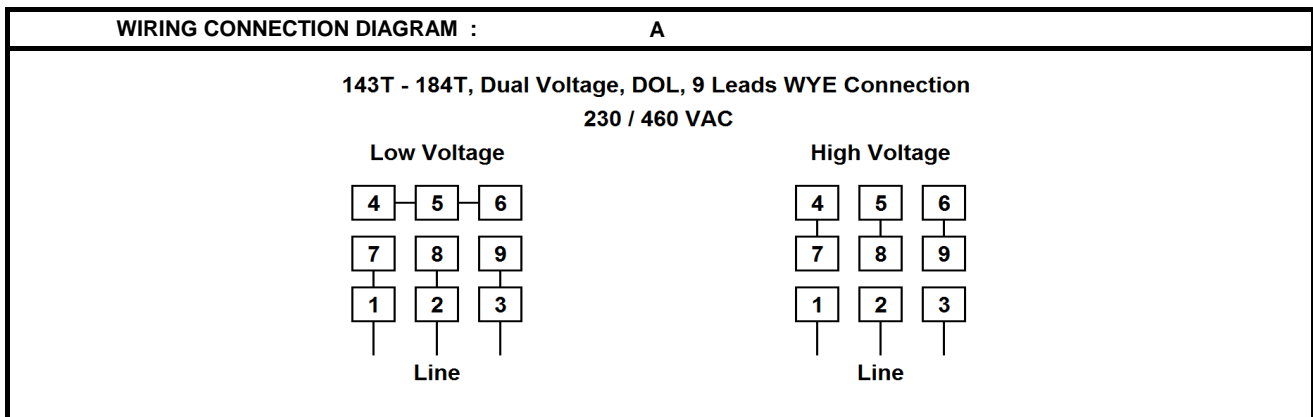 WIRING CONNECTION DIAGRAM : A
143T - 184T, Dual Voltage, DOL, 9 Leads WYE Connection
230 / 460 VAC
Low Voltage
4 5 6
7 8 9
1 2 3
Line
High Voltage
4 5 6
7 8 9
1 2 3
Line